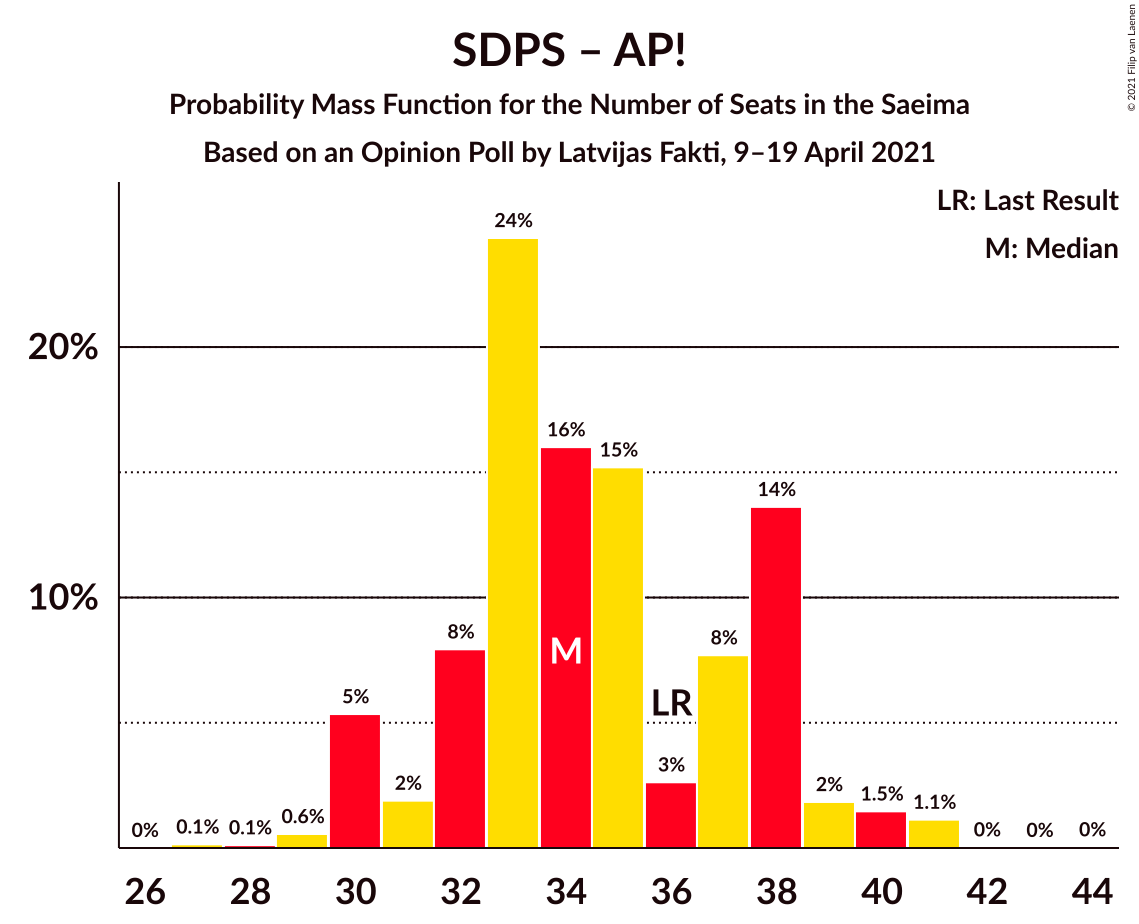 SDPS – AP!
Probability Mass Function for the Number of Seats in the Saeima
Based on an Opinion Poll by Latvijas Fakti, 9–19 April 2021
© 2021 Filip van Laenen
LR: Last Result
M: Median
20%
10%
0%
0.1%
0.1%
0.6%
5%
2%
8%
24%
16%
15%
3%
8%
14%
2%
1.5%
1.1%
0%
0%
0%
M
LR
26 28 30 32 34 36 38 40 42 44